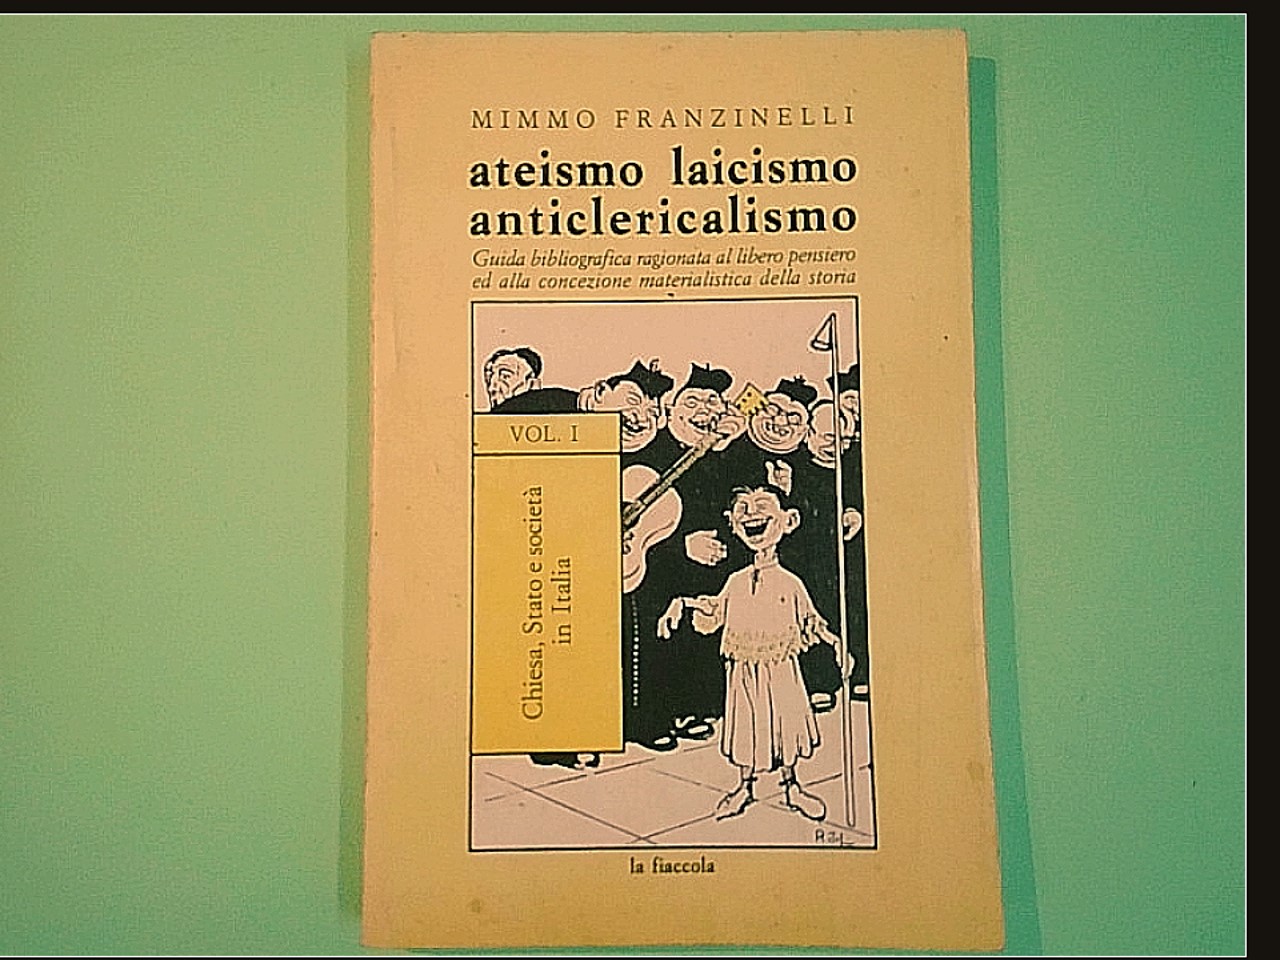 MIMMO FRANZINELLI
ateismo laicismo
anticlericalismo
Guida bibliografica ragionata al libero pensiero
ed alla concezione materialistica della storia
VOL. I
Chiesa, Stato e società
in Italia
la fiaccola